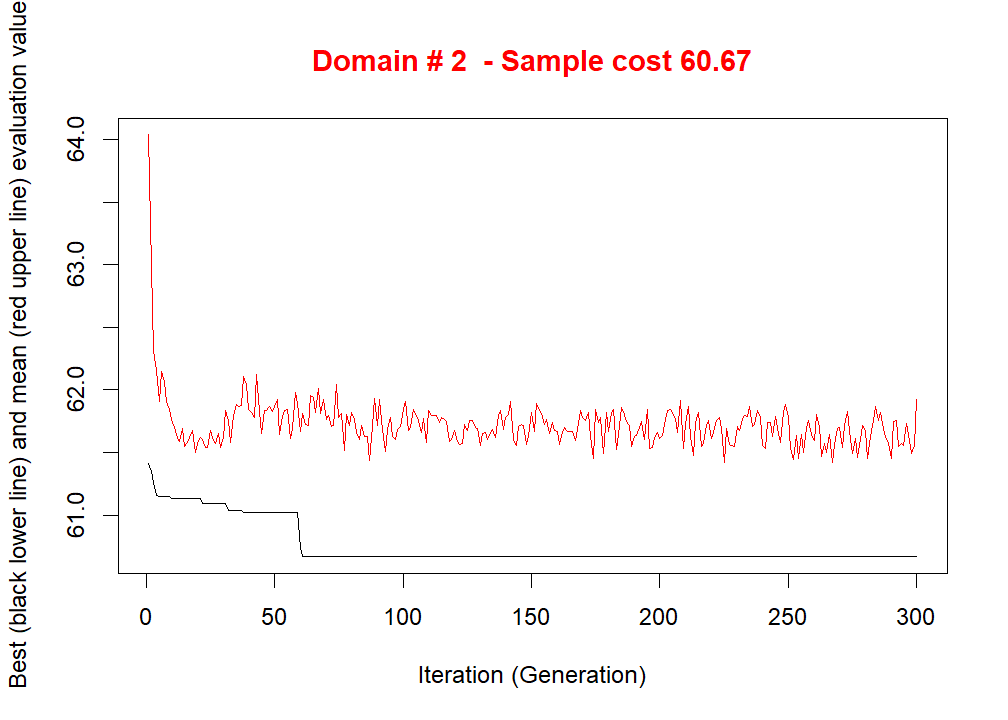 Domain # 2  - Sample cost 60.67
Best (black lower line) and mean (red upper line) evaluation value
64.0
63.0
62.0
61.0
0 50 100 150 200 250 300
Iteration (Generation)